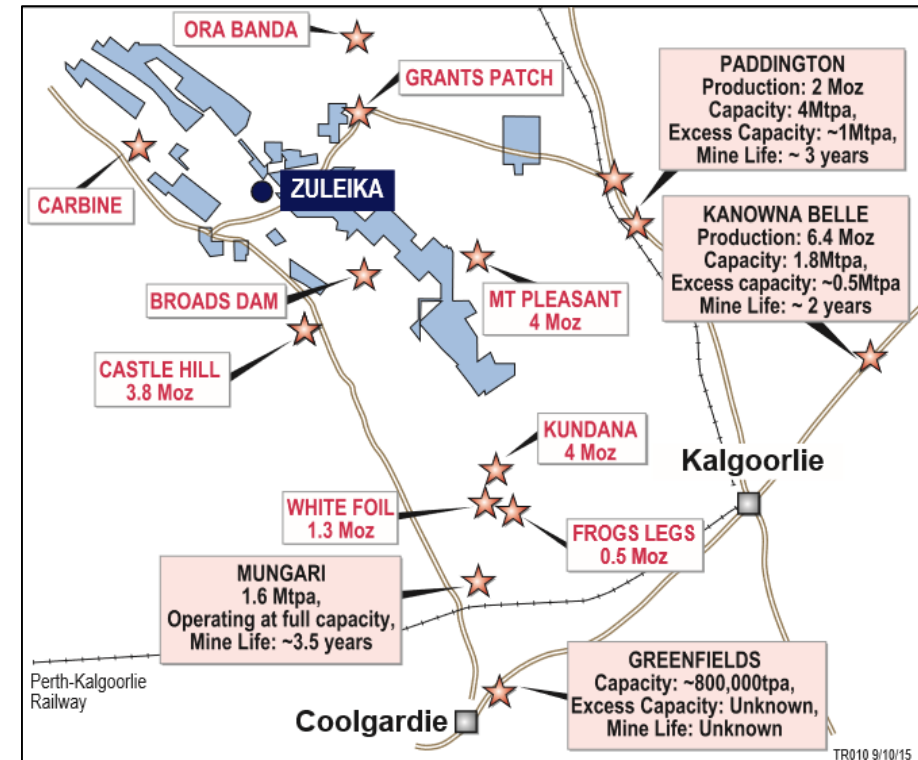 ORA BANDA
GRANTS PATCH
PADDINGTON
Production: 2 Moz
Capacity: 4Mtpa,
Excess Capacity: ~1Mtpa,
Mine Life: ~ 3 years
CARBINE
ZULEIKA
KANOWNA BELLE
Production: 6.4 Moz
Capacity: 1.8Mtpa,
Excess capacity: ~0.5Mtpa
Mine Life: ~ 2 years
BROADS DAM
MT PLEASANT
4 Moz
CASTLE HILL
3.8 Moz
KUNDANA
4 Moz
Kalgoorlie
WHITE FOIL
1.3 Moz
FROGS LEGS
0.5 Moz
MUNGARI
1.6 Mtpa,
Operating at full capacity,
Mine Life: ~3.5 years
Perth-Kalgoorlie
Railway
GREENFIELDS
Capacity: ~800,000tpa,
Excess Capacity: Unknown,
Mine Life: Unknown
Coolgardie
TR010 9/10/15